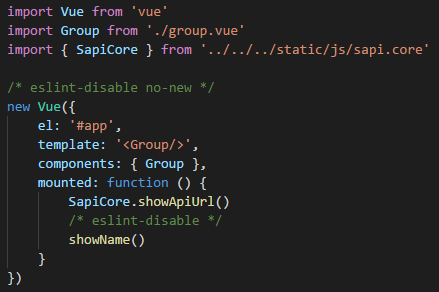 import Vue from 'vue'
import Group from './group.vue'
import { SapiCore } from '../../../static/js/sapi.core'
/* eslint-disable no-new */
new Vue({
el: '#app',
template: '<Group/>',
components: { Group },
mounted: function () {
SapiCore.showApiUrl()
/* eslint-disable */
showName()
}
})